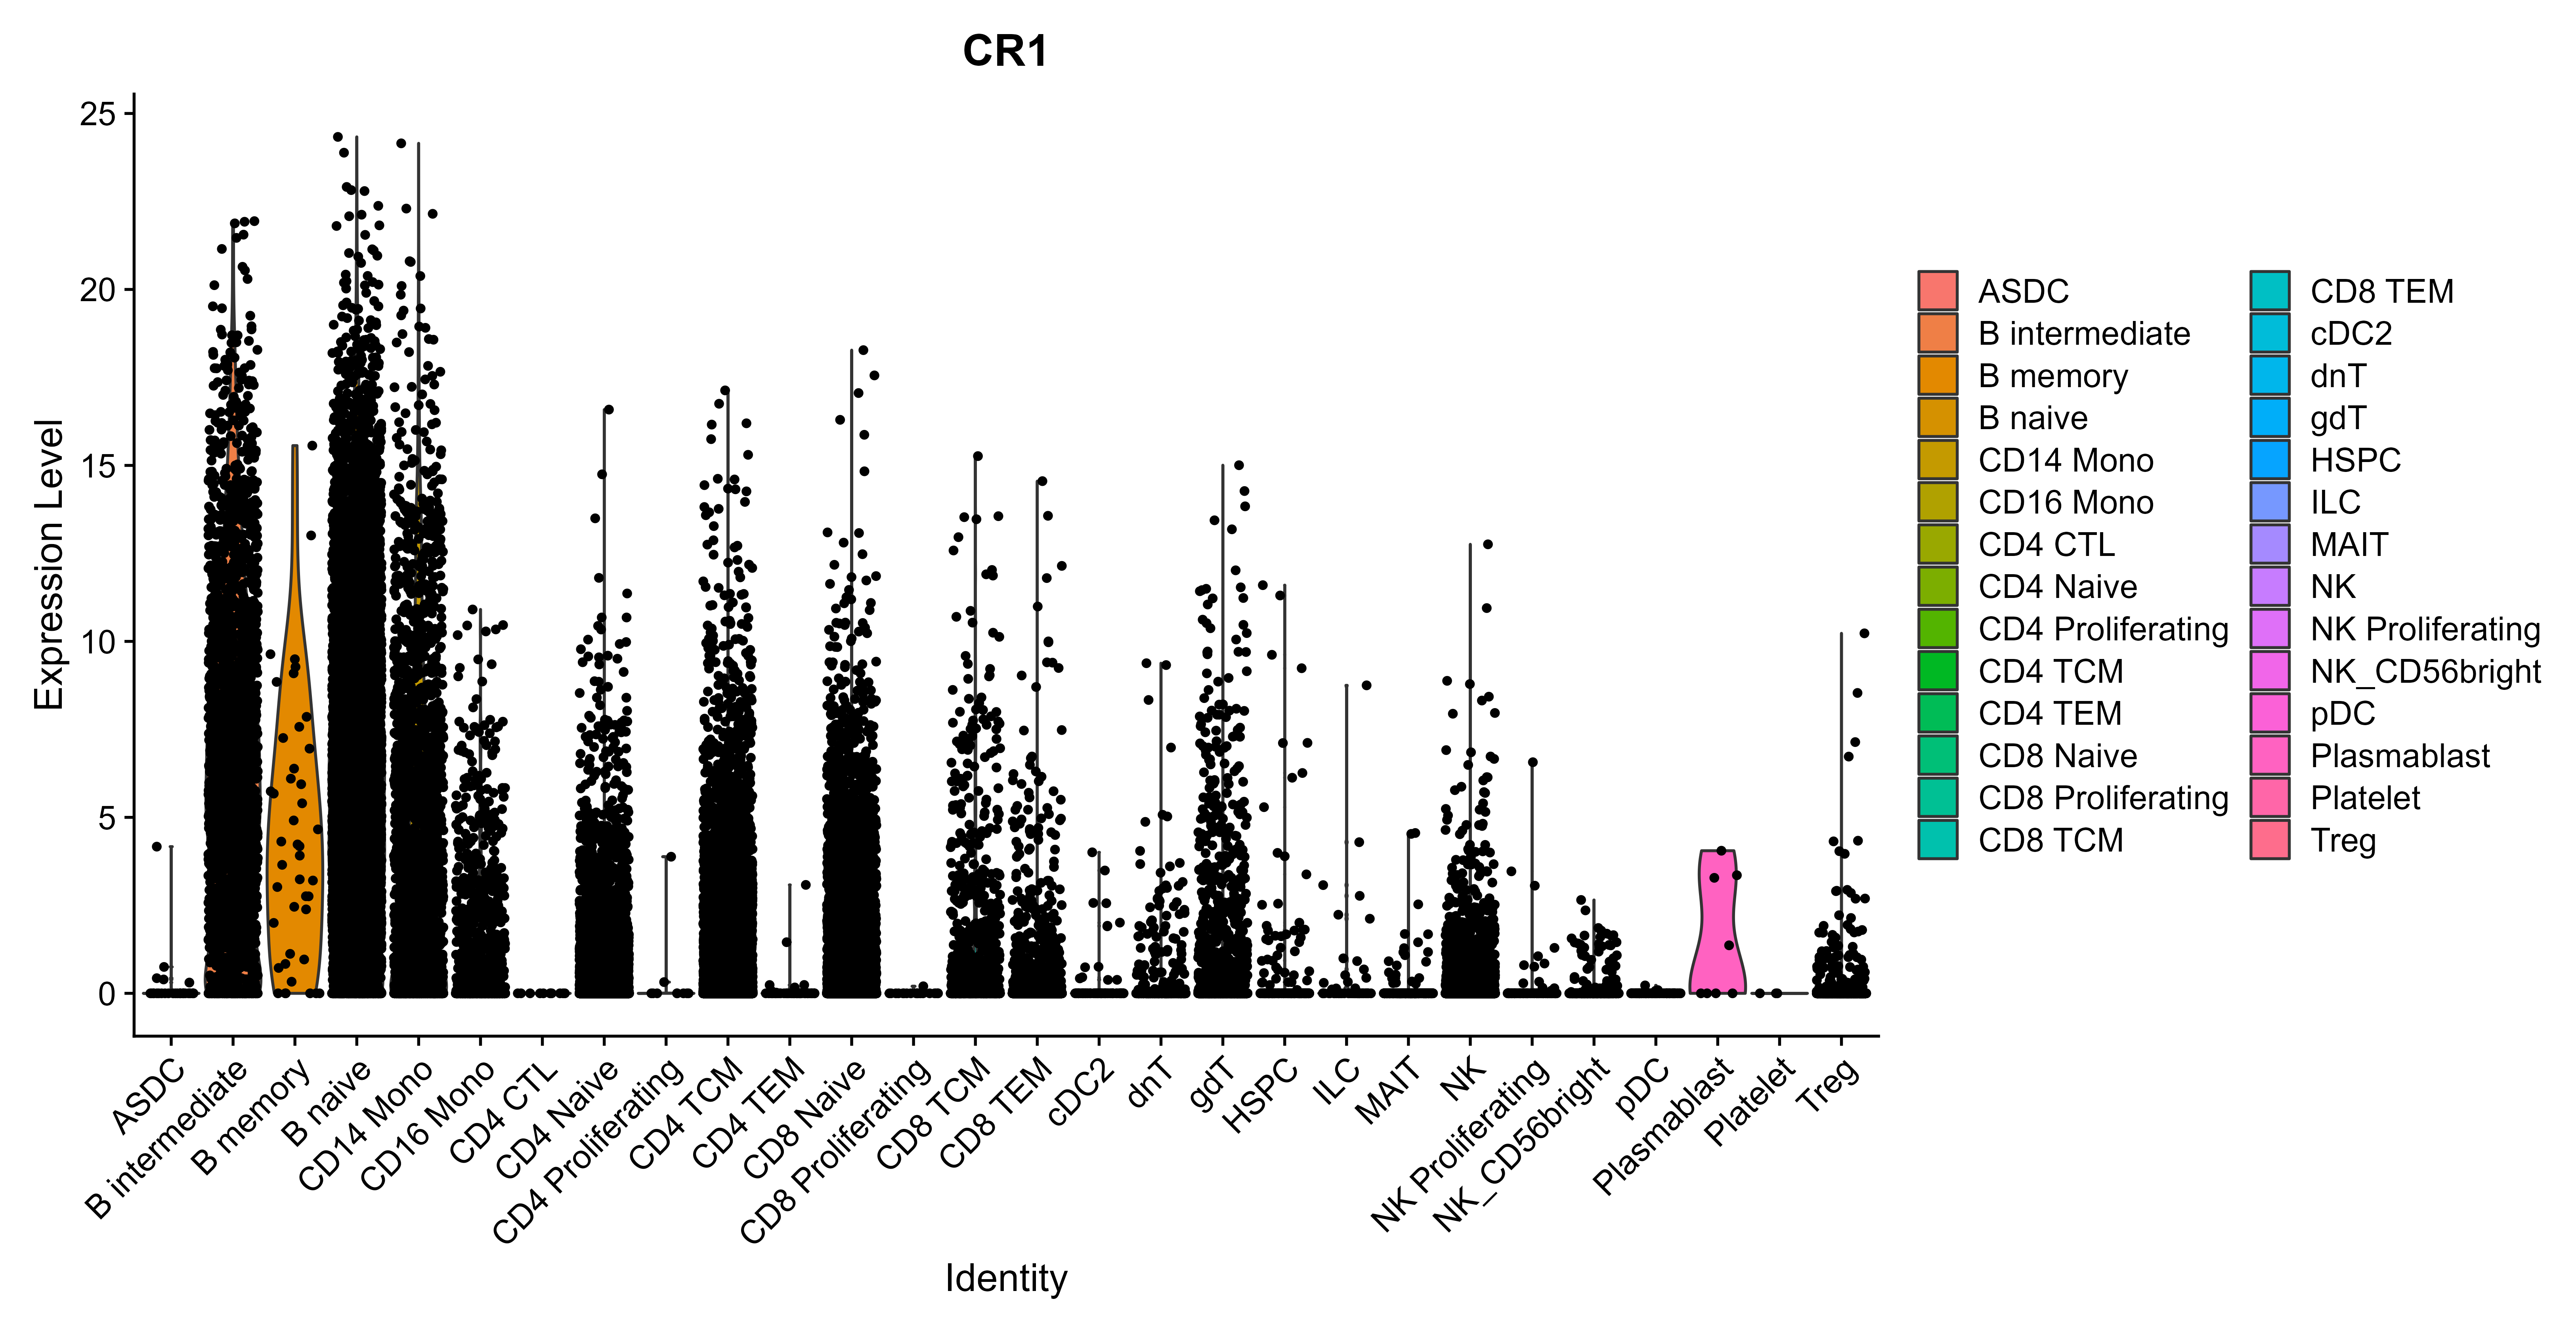 CR1
Expression Level
25
20
15
10
5
0
ASDC
B intermediate
B memory
B naive
CD14 Mono
CD16 Mono
CD4 CTL
CD4 Naive
CD4 Proliferating
CD4 TCM
CD4 TEM
CD8 Naive
CD8 Proliferating
CD8 TCM
CD8 TEM
cDC2
dnT
gdT
HSPC
ILC
MAIT
NK
NK Proliferating
NK_CD56bright
pDC
Plasmablast
Platelet
Treg
Identity
ASDC
B intermediate
B memory
B naive
CD14 Mono
CD16 Mono
CD4 CTL
CD4 Naive
CD4 Proliferating
CD4 TCM
CD4 TEM
CD8 Naive
CD8 Proliferating
CD8 TCM
CD8 TEM
cDC2
dnT
gdT
HSPC
ILC
MAIT
NK
NK Proliferating
NK_CD56bright
pDC
Plasmablast
Platelet
Treg